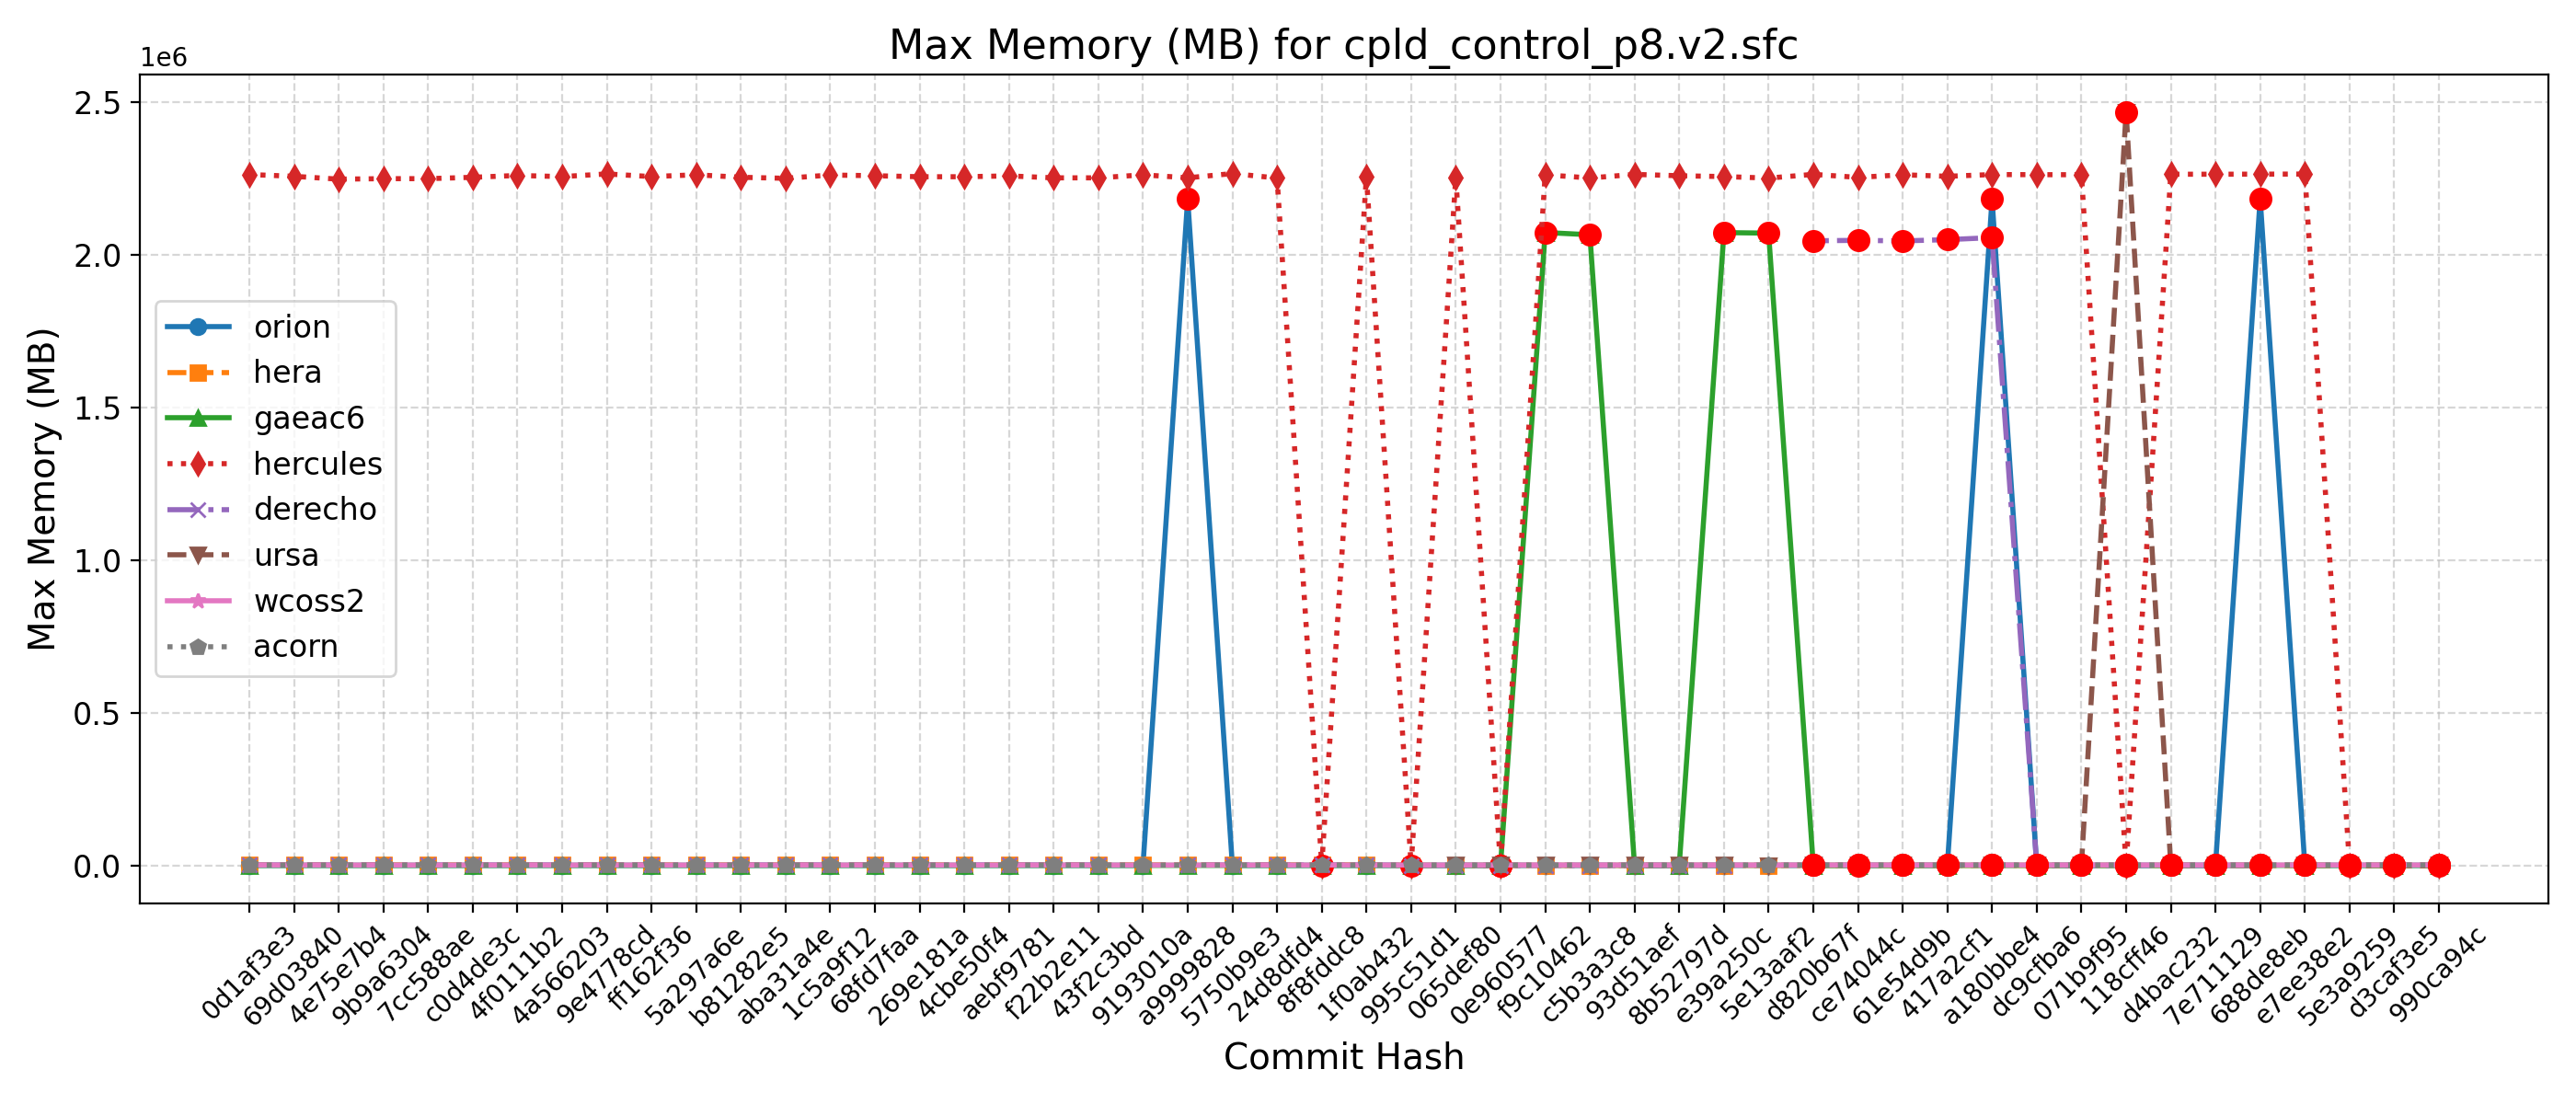 Max Memory (MB) for cpld_control_p8.v2.sfc
1e6
2.5
2.0
1.5
1.0
0.5
0.0
Max Memory (MB)
orion
hera
gaeac6
hercules
derecho
ursa
wcoss2
acorn
0d1af3e3
69d03840
4e75e7b4
9b9a6304
7cc588ae
c0d4de3c
4f0111b2
4a566203
9e4778cd
ff162f36
5a297a6e
b81282e5
aba31a4e
1c5a9f12
68fd7faa
269e181a
4cbe50f4
aebf9781
f22b2e11
43f2c3bd
9193010a
a9999828
5750b9e3
24d8dfd4
8f8fddc8
1f0ab432
995c51d1
065def80
0e960577
f9c10462
c5b3a3c8
93d51aef
8b52797d
e39a250c
5e13aaf2
d820b67f
ce74044c
61e54d9b
417a2cf1
a180bbe4
dc9cfba6
071b9f95
118cff46
d4bac232
7e711129
688de8eb
e7ee38e2
5e3a9259
d3caf3e5
990ca94c
Commit Hash